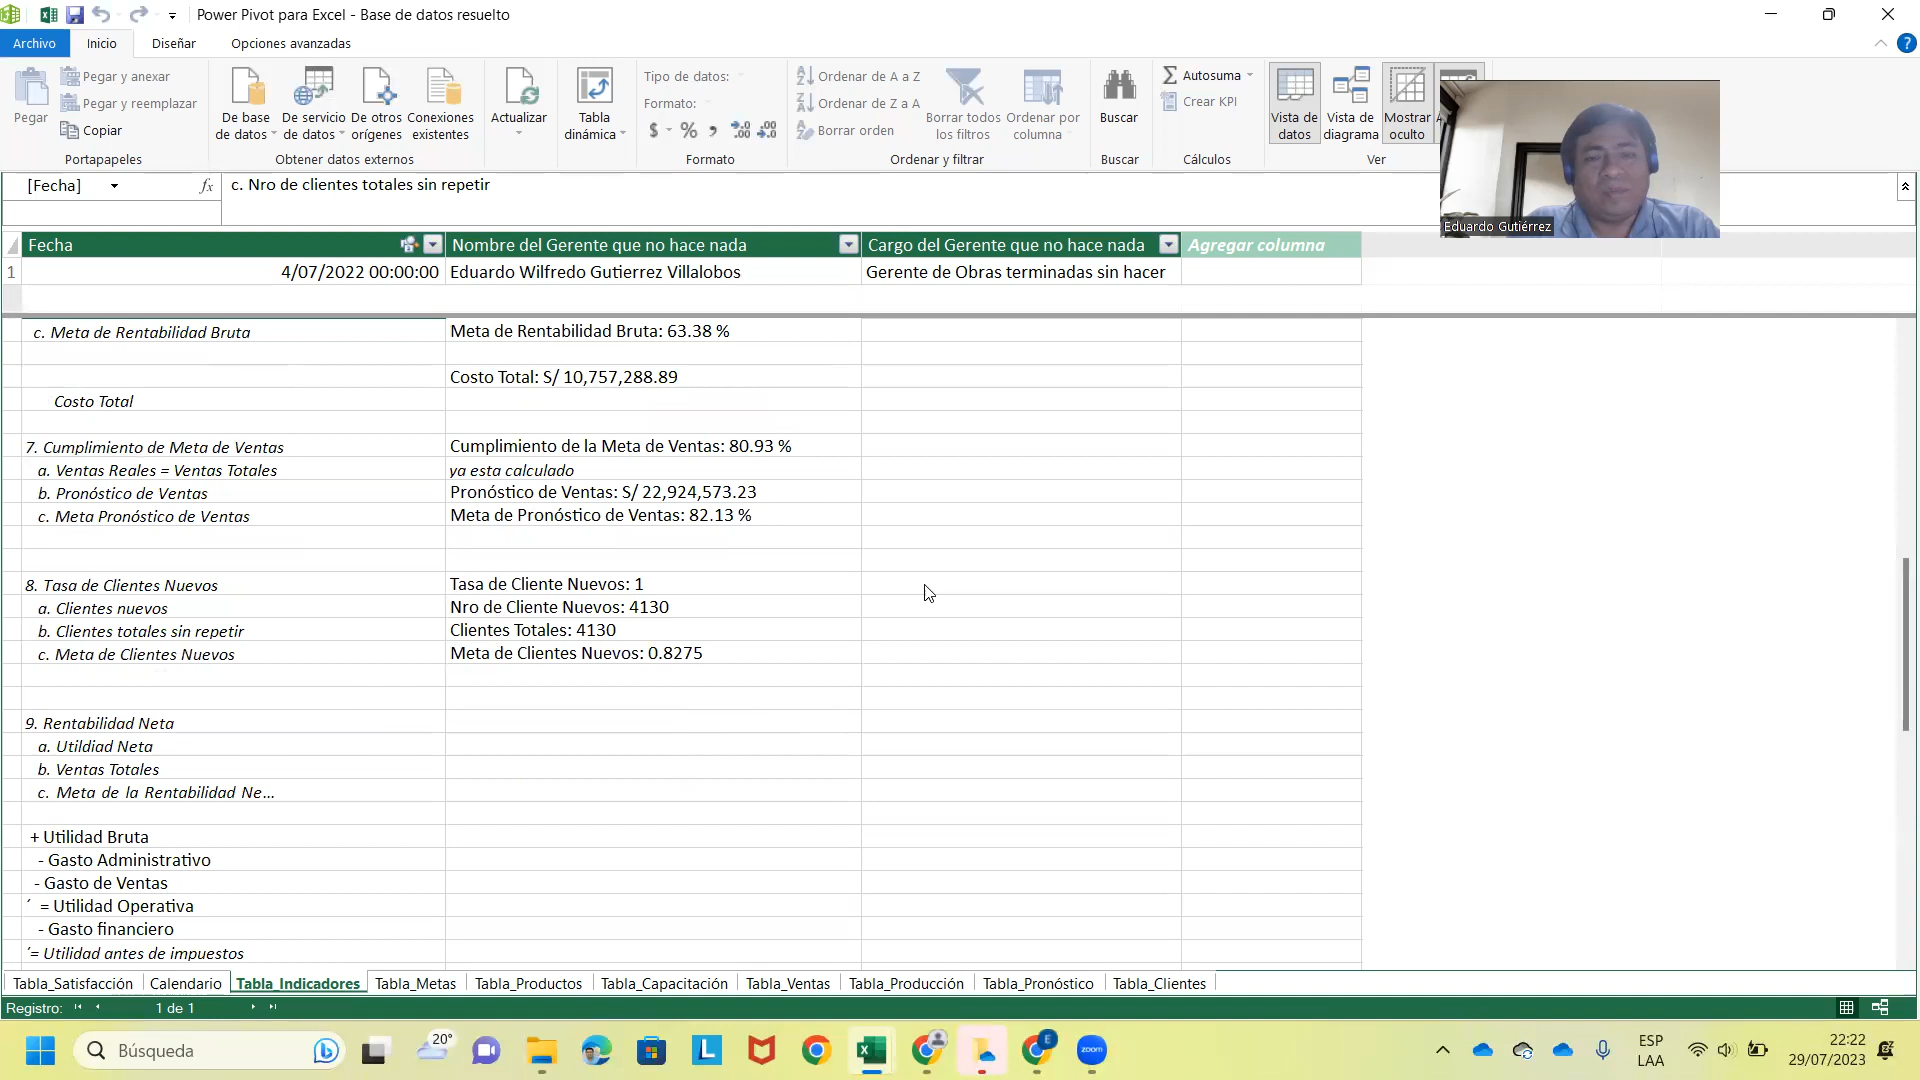 Power Pivot para Excel - Base de datos resuelto
Archivo Inicio Diseñar Opciones avanzadas
Pegar
Pegar y anexar
Pegar y reemplazar
Copiar
Portapapeles
De base de datos
De servicio de datos
De otros orígenes
Conexiones existentes
Obtener datos externos
Actualizar
Tabla dinámica
Tipo de datos:
Formato:
$ % ,
Formato
Ordenar de A a Z
Ordenar de Z a A
Borrar orden
Borrar todos los filtros
Ordenar por columna
Ordenar y filtrar
Buscar
Buscar
Autosuma
Crear KPI
Cálculos
Vista de datos
Vista de diagrama
Mostrar oculto
Ver
Eduardo Gutiérrez
[Fecha] fx c. Nro de clientes totales sin repetir
Fecha Nombre del Gerente que no hace nada Cargo del Gerente que no hace nada Agregar columna
1 4/07/2022 00:00:00 Eduardo Wilfredo Gutierrez Villalobos Gerente de Obras terminadas sin hacer
c. Meta de Rentabilidad Bruta Meta de Rentabilidad Bruta: 63.38 %
Costo Total: S/ 10,757,288.89
Costo Total
7. Cumplimiento de Meta de Ventas Cumplimiento de la Meta de Ventas: 80.93 %
a. Ventas Reales = Ventas Totales ya esta calculado
b. Pronóstico de Ventas Pronóstico de Ventas: S/ 22,924,573.23
c. Meta Pronóstico de Ventas Meta de Pronóstico de Ventas: 82.13 %
8. Tasa de Clientes Nuevos Tasa de Cliente Nuevos: 1
a. Clientes nuevos Nro de Cliente Nuevos: 4130
b. Clientes totales sin repetir Clientes Totales: 4130
c. Meta de Clientes Nuevos Meta de Clientes Nuevos: 0.8275
9. Rentabilidad Neta
a. Utildiad Neta
b. Ventas Totales
c. Meta de la Rentabilidad Ne...
+ Utilidad Bruta
- Gasto Administrativo
- Gasto de Ventas
´ = Utilidad Operativa
- Gasto financiero
´= Utilidad antes de impuestos
Tabla_Satisfacción Calendario Tabla_Indicadores Tabla_Metas Tabla_Productos Tabla_Capacitación Tabla_Ventas Tabla_Producción Tabla_Pronóstico Tabla_Clientes
Registro: 1 de 1
Búsqueda
20°
L
E
zoom
ESP
LAA
22:22
29/07/2023